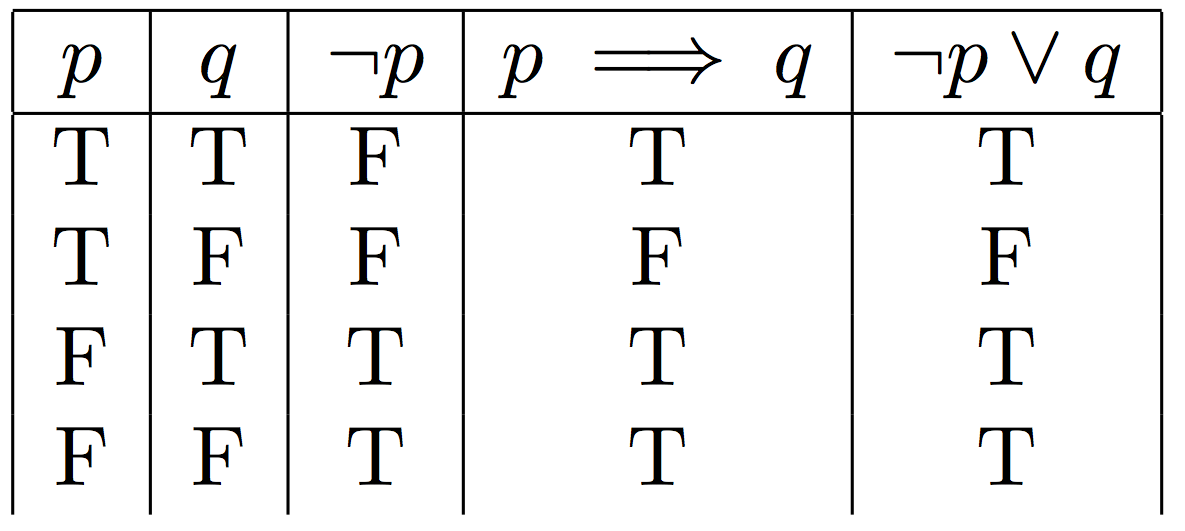 p q ¬p p ⟹ q ¬p ∨ q
T T F T T
T F F F F
F T T T T
F F T T T